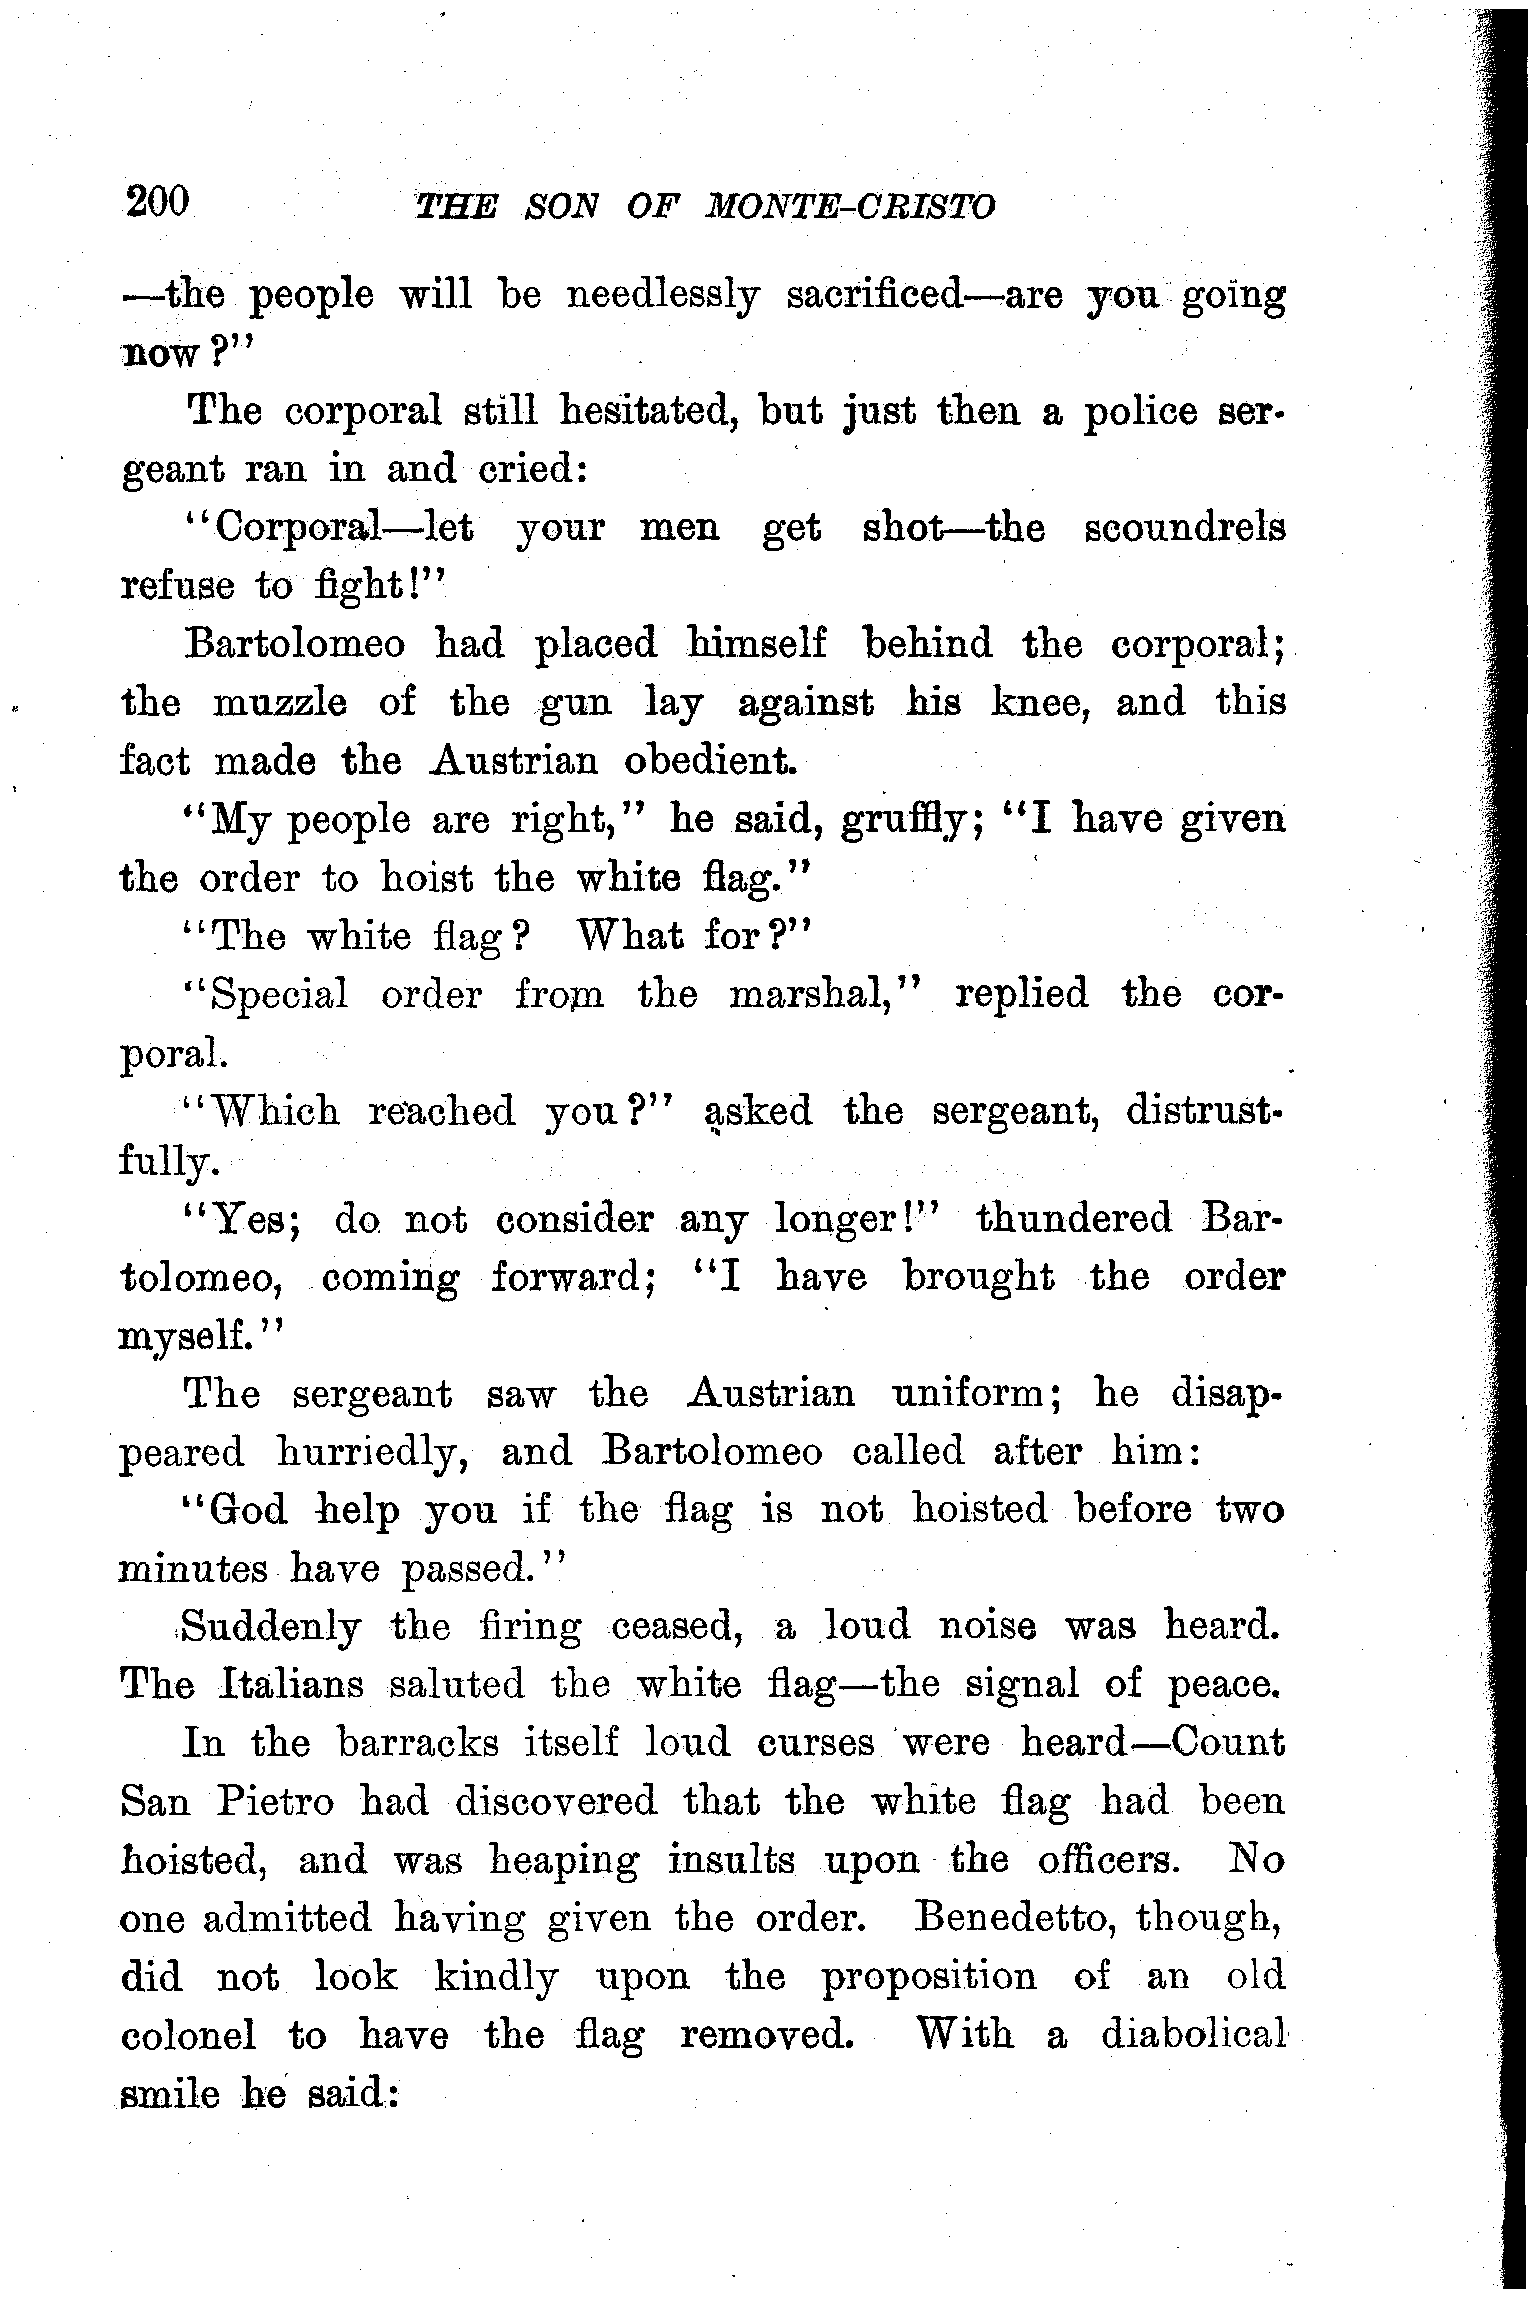 200 THE SON OF MONTE-CRISTO
—the people will be needlessly sacrificed—are you going
now?"
The corporal still hesitated, but just then a police ser-
geant ran in and cried:
"Corporal—let your men get shot—the scoundrels
refuse to fight!"
Bartolomeo had placed himself behind the corporal;
the muzzle of the gun lay against his knee, and this
fact made the Austrian obedient.
"My people are right," he said, gruffly; "I have given
the order to hoist the white flag."
"The white flag? What for?"
"Special order from the marshal," replied the cor-
poral.
"Which reached you?" asked the sergeant, distrust-
fully.
"Yes; do not consider any longer!" thundered Bar-
tolomeo, coming forward; "I have brought the order
myself."
The sergeant saw the Austrian uniform; he disap-
peared hurriedly, and Bartolomeo called after him:
"God help you if the flag is not hoisted before two
minutes have passed."
Suddenly the firing ceased, a loud noise was heard.
The Italians saluted the white flag—the signal of peace.
In the barracks itself loud curses were heard—Count
San Pietro had discovered that the white flag had been
hoisted, and was heaping insults upon the officers. No
one admitted having given the order. Benedetto, though,
did not look kindly upon the proposition of an old
colonel to have the flag removed. With a diabolical
smile he said: